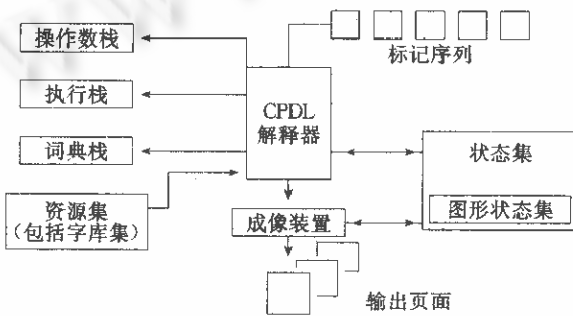 操作数栈
标记序列
执行栈
CPDL
解释器
词典栈
状态集
资源集
（包括字库集）
图形状态集
成像装置
输出页面